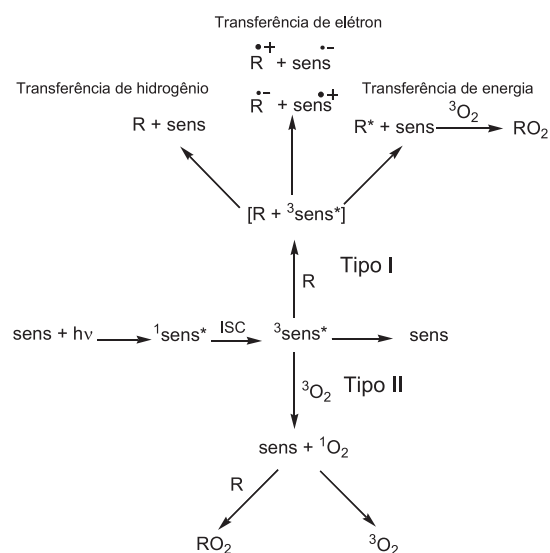 Transferência de elétron
R•+ + sens•-
Transferência de hidrogênio
R•- + sens•+
Transferência de energia
R + sens
R* + sens
³O₂
RO₂
[R + ³sens*]
R
Tipo I
sens + hν
¹sens*
ISC
³sens*
sens
³O₂
Tipo II
sens + ¹O₂
R
RO₂
³O₂